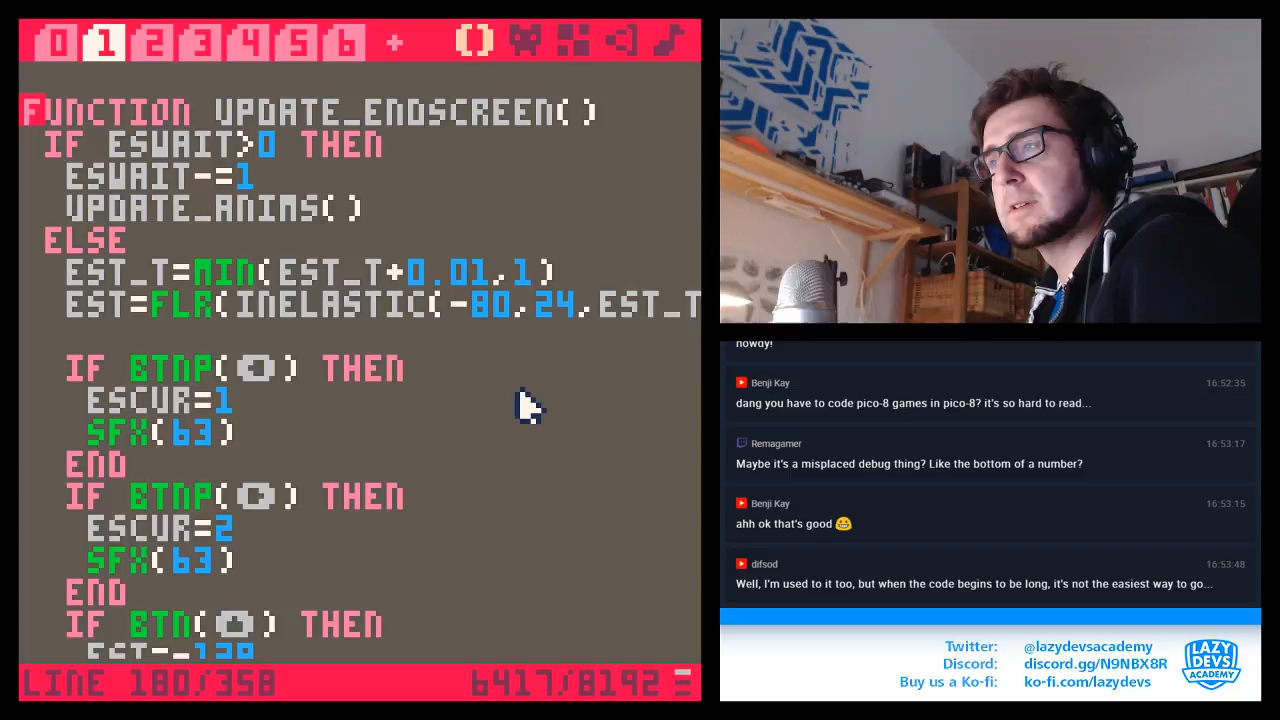 0 1 2 3 4 5 6 + ()
FUNCTION UPDATE_ENDSCREEN()
IF ESWAIT>0 THEN
ESWAIT-=1
UPDATE_ANIMS()
ELSE
EST_T=MIN(EST_T+0.01,1)
EST=FLR(INELASTIC(-80,24,EST_T
IF BTNP(⬅️) THEN
ESCUR=1
SFX(63)
END
IF BTNP(➡️) THEN
ESCUR=2
SFX(63)
END
IF BTN(⬆️) THEN
LINE 180/358
6417/8192
howdy!
Benji Kay 16:52:35
dang you have to code pico-8 games in pico-8? it's so hard to read...
Remagamer 16:53:17
Maybe it's a misplaced debug thing? Like the bottom of a number?
Benji Kay 16:53:15
ahh ok that's good 😁
difsod 16:53:48
Well, I'm used to it too, but when the code begins to be long, it's not the easiest way to go...
Twitter: @lazydevsacademy
Discord: discord.gg/N9NBX8R
Buy us a Ko-fi: ko-fi.com/lazydevs
LAZY
DEVS
ACADEMY